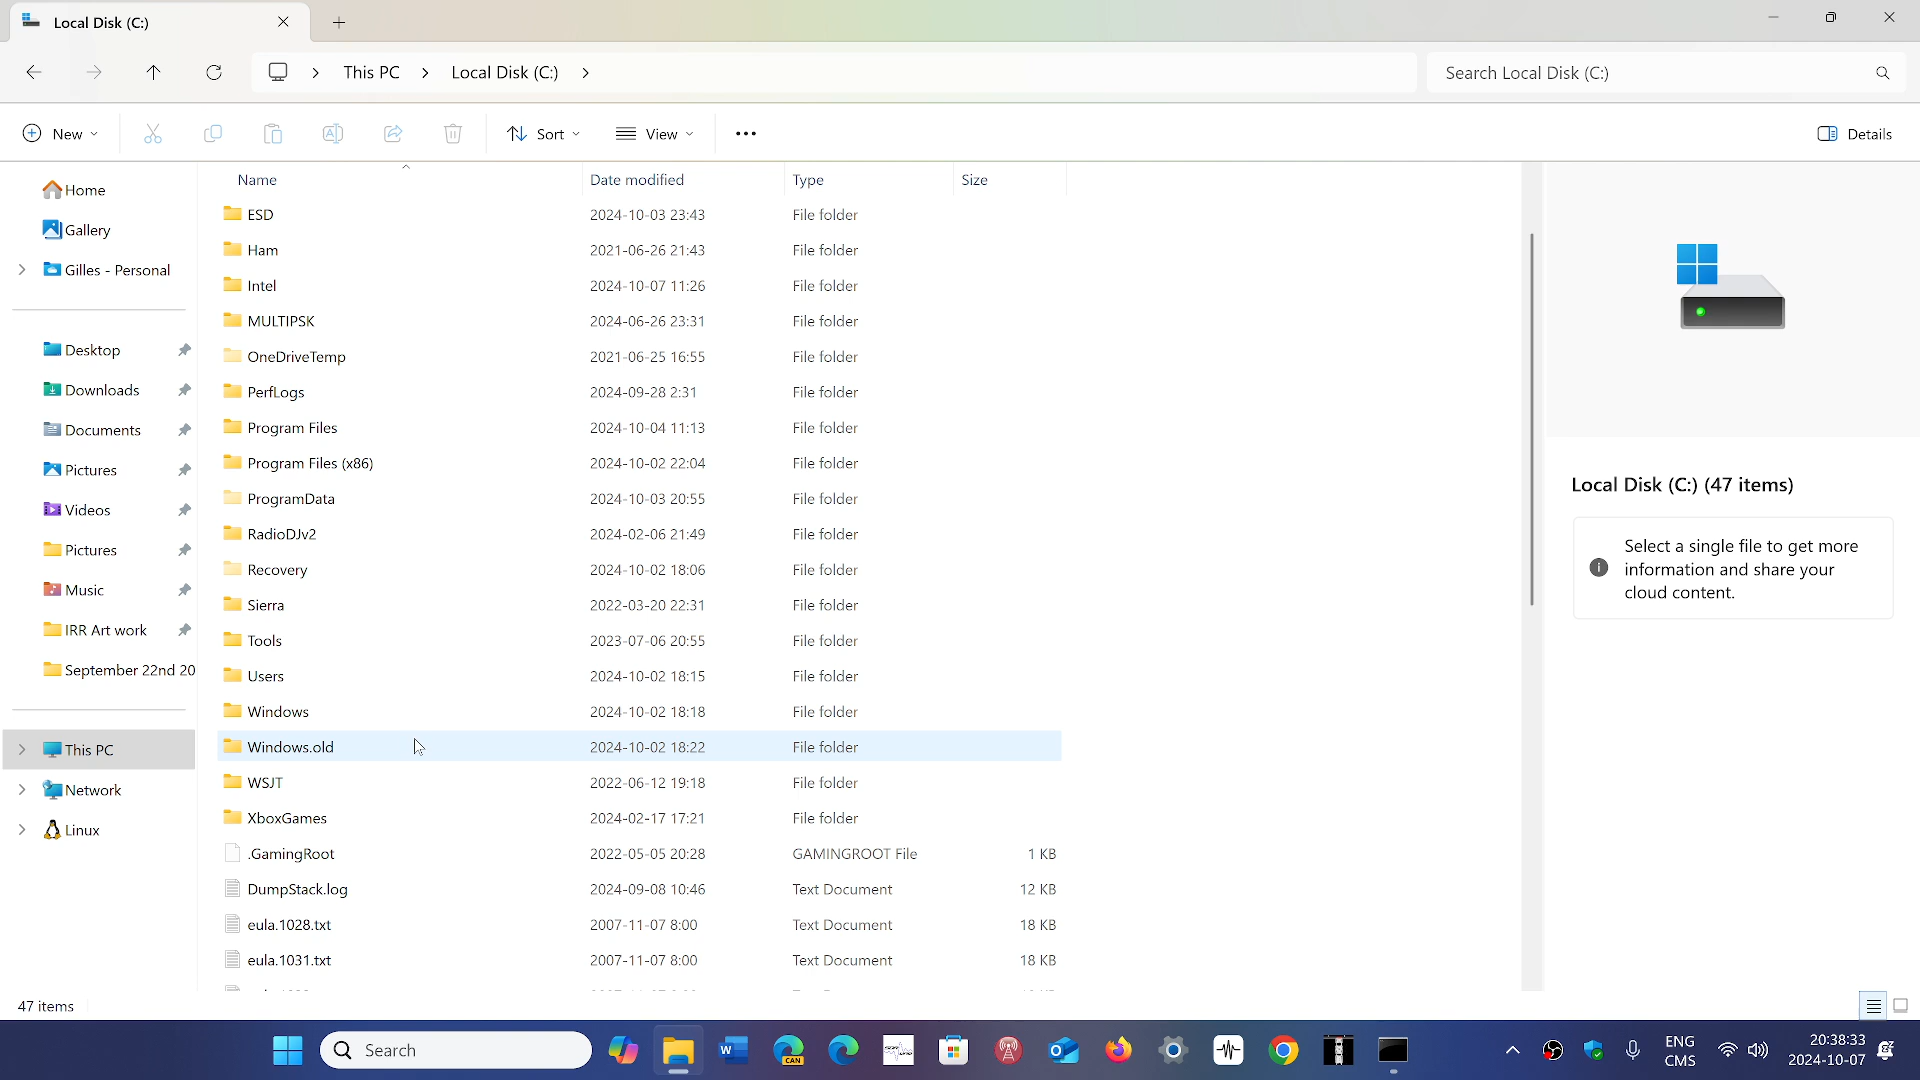 Local Disk (C:)
This PC
Local Disk (C:)
Search Local Disk (C:)
New
Sort
View
Details
Home
Gallery
Gilles - Personal
Desktop
Downloads
Documents
Pictures
Videos
Pictures
Music
IRR Art work
September 22nd 20
This PC
Network
Linux
Name Date modified Type Size
ESD 2024-10-03 23:43 File folder
Ham 2021-06-26 21:43 File folder
Intel 2024-10-07 11:26 File folder
MULTIPSK 2024-06-26 23:31 File folder
OneDriveTemp 2021-06-25 16:55 File folder
PerfLogs 2024-09-28 2:31 File folder
Program Files 2024-10-04 11:13 File folder
Program Files (x86) 2024-10-02 22:04 File folder
ProgramData 2024-10-03 20:55 File folder
RadioDJv2 2024-02-06 21:49 File folder
Recovery 2024-10-02 18:06 File folder
Sierra 2022-03-20 22:31 File folder
Tools 2023-07-06 20:55 File folder
Users 2024-10-02 18:15 File folder
Windows 2024-10-02 18:18 File folder
Windows.old 2024-10-02 18:22 File folder
WSJT 2022-06-12 19:18 File folder
XboxGames 2024-02-17 17:21 File folder
.GamingRoot 2022-05-05 20:28 GAMINGROOT File 1 KB
DumpStack.log 2024-09-08 10:46 Text Document 12 KB
eula.1028.txt 2007-11-07 8:00 Text Document 18 KB
eula.1031.txt 2007-11-07 8:00 Text Document 18 KB
Local Disk (C:) (47 items)
Select a single file to get more
information and share your
cloud content.
47 items
Search
CAN
ENG
CMS
20:38:33
2024-10-07